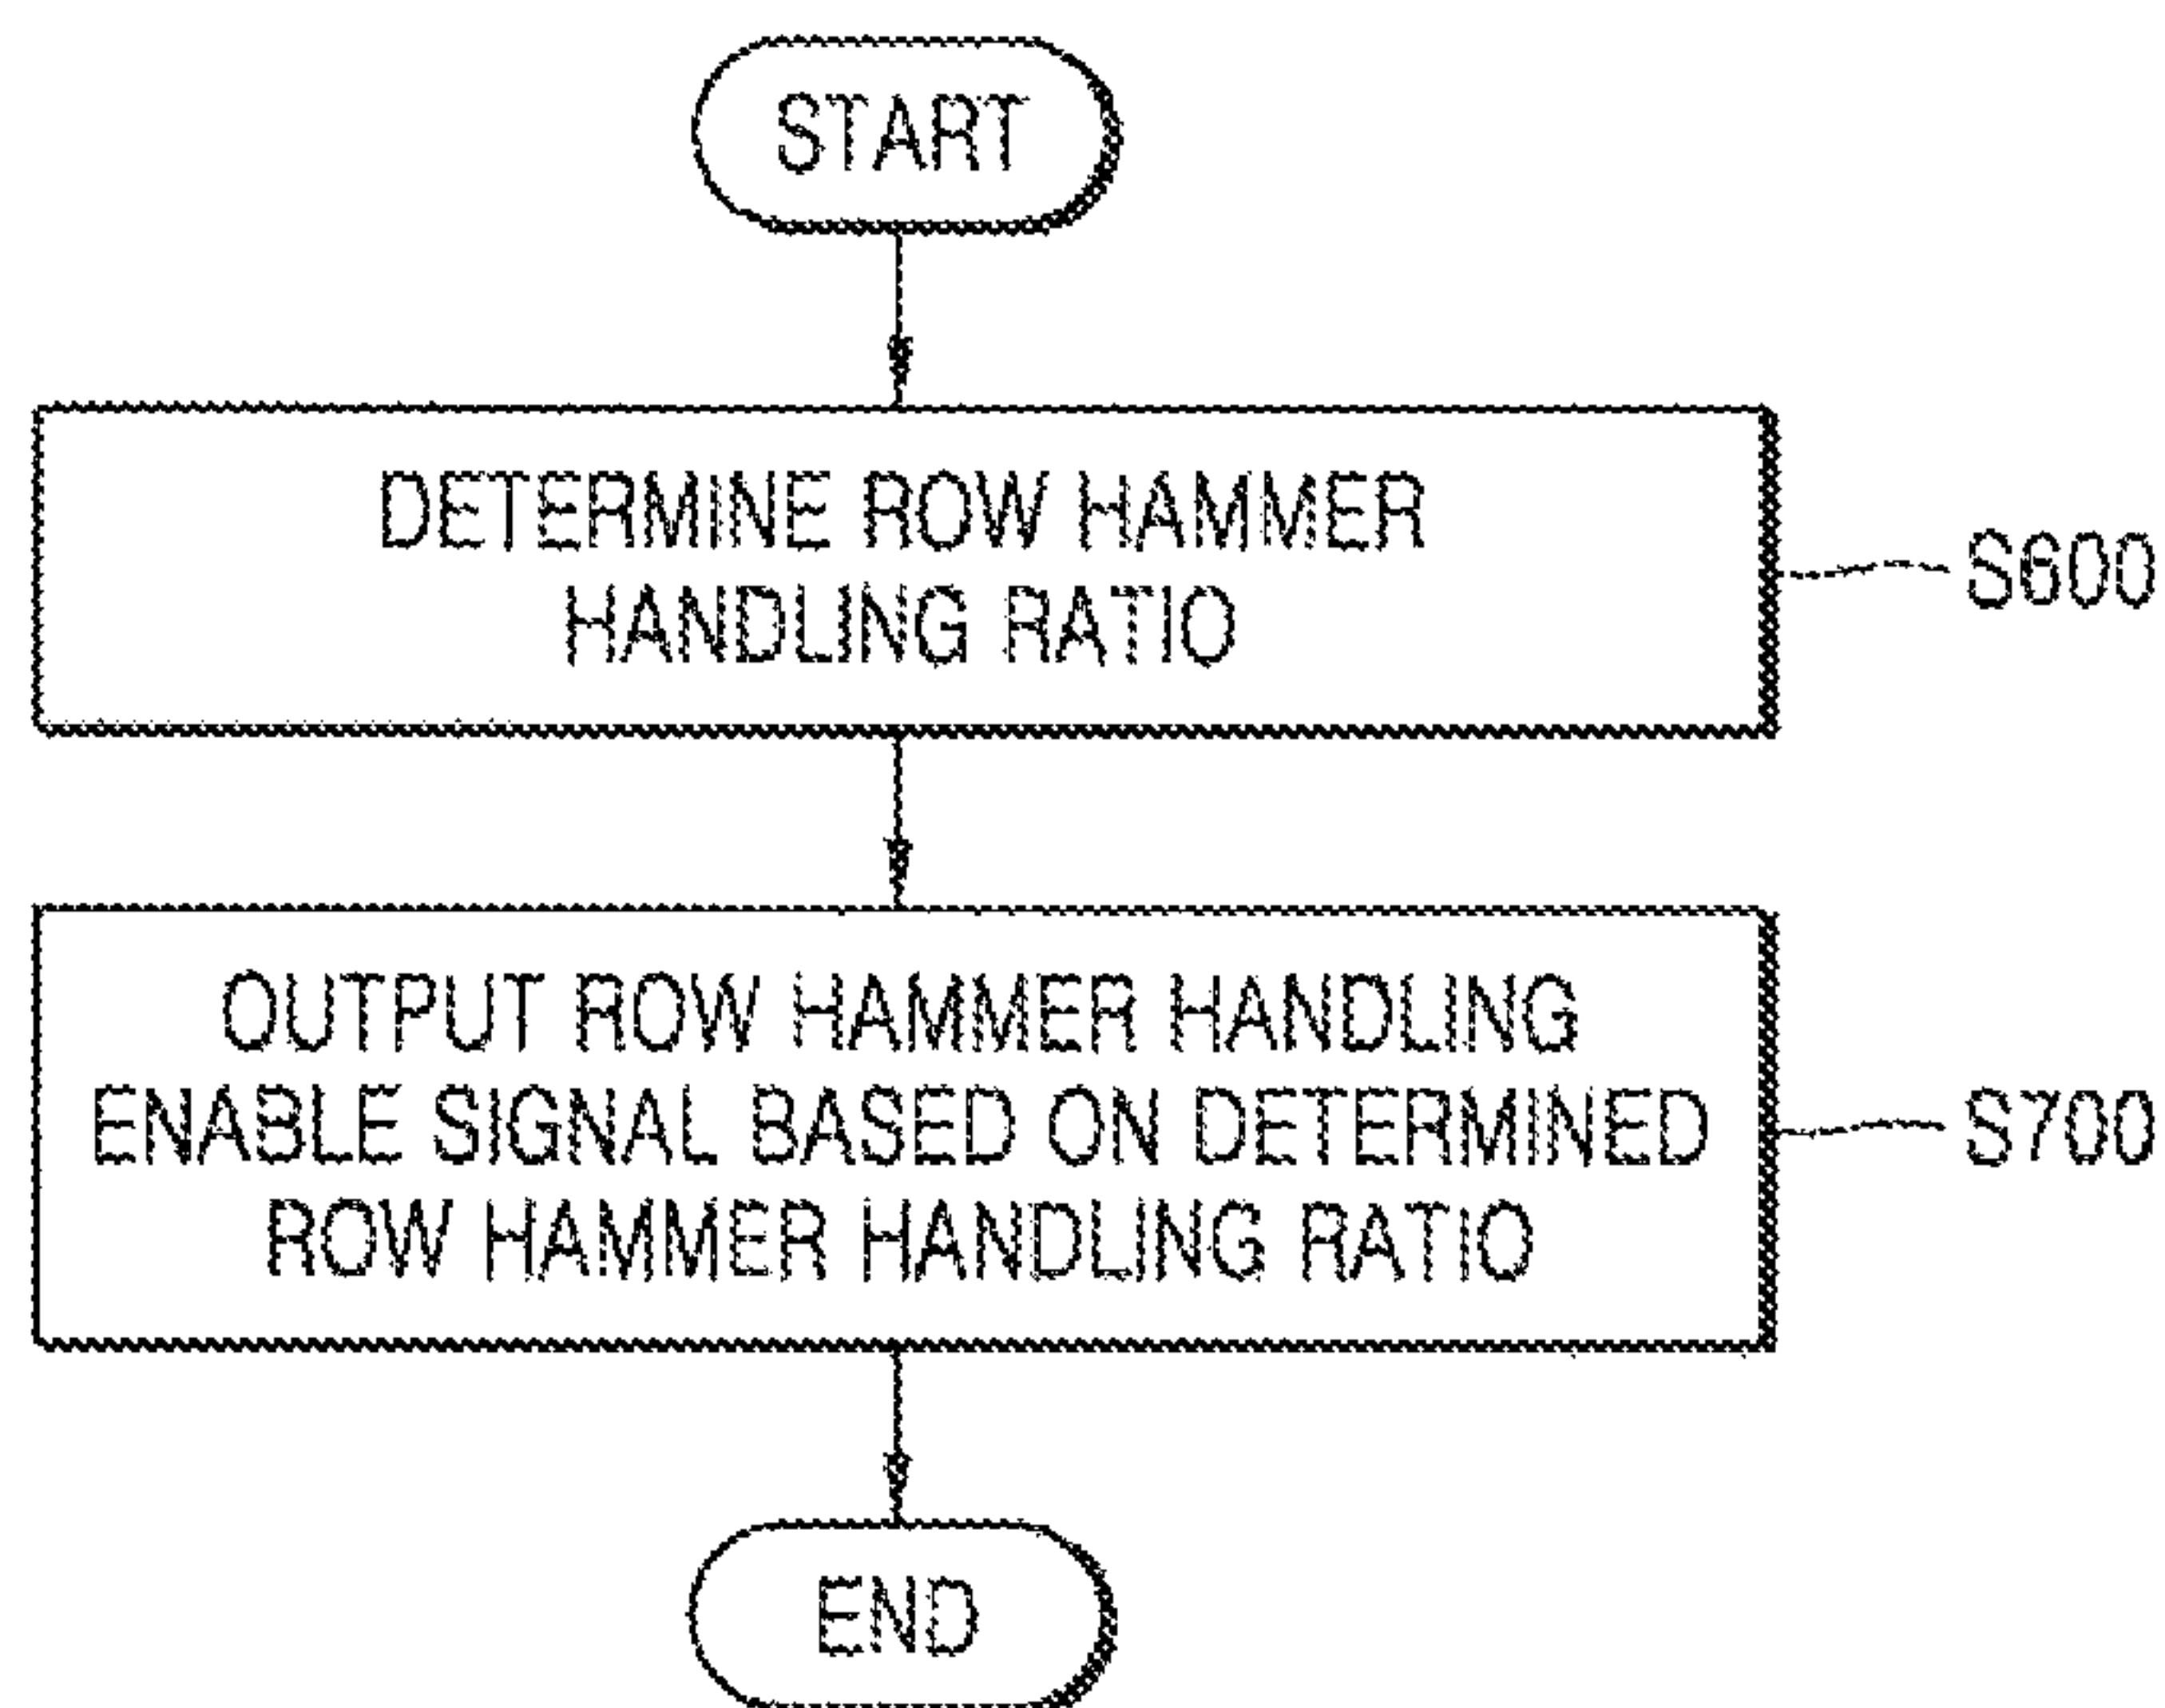 START
DETERMINE ROW HAMMER
HANDLING RATIO
S600
OUTPUT ROW HAMMER HANDLING
ENABLE SIGNAL BASED ON DETERMINED
ROW HAMMER HANDLING RATIO
S700
END